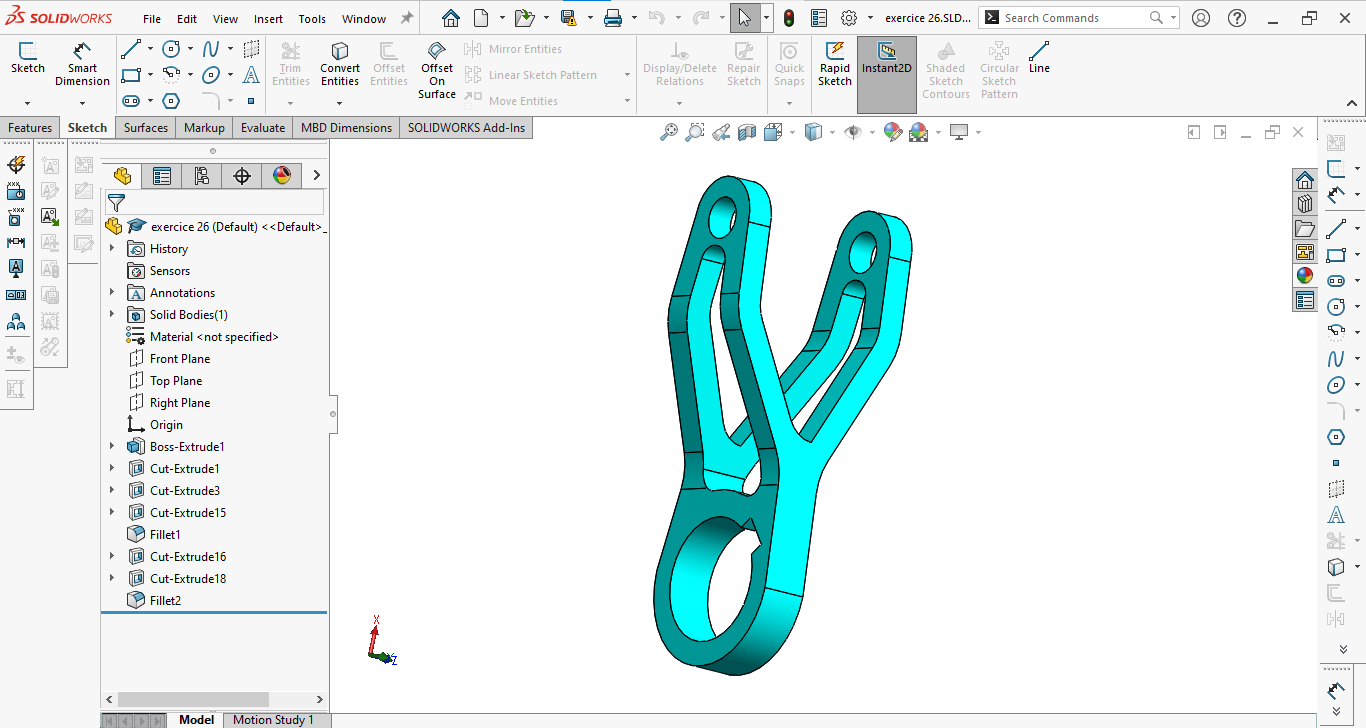 SOLIDWORKS File Edit View Insert Tools Window exercice 26.SLD... Search Commands
Sketch Smart Dimension Trim Entities Convert Entities Offset Entities Offset On Surface Mirror Entities Linear Sketch Pattern Move Entities Display/Delete Relations Repair Sketch Quick Snaps Rapid Sketch Instant2D Shaded Sketch Contours Circular Sketch Pattern Line
Features Sketch Surfaces Markup Evaluate MBD Dimensions SOLIDWORKS Add-Ins
exercice 26 (Default) <<Default>_
History
Sensors
Annotations
Solid Bodies(1)
Material <not specified>
Front Plane
Top Plane
Right Plane
Origin
Boss-Extrude1
Cut-Extrude1
Cut-Extrude3
Cut-Extrude15
Fillet1
Cut-Extrude16
Cut-Extrude18
Fillet2
X
Z
Model Motion Study 1